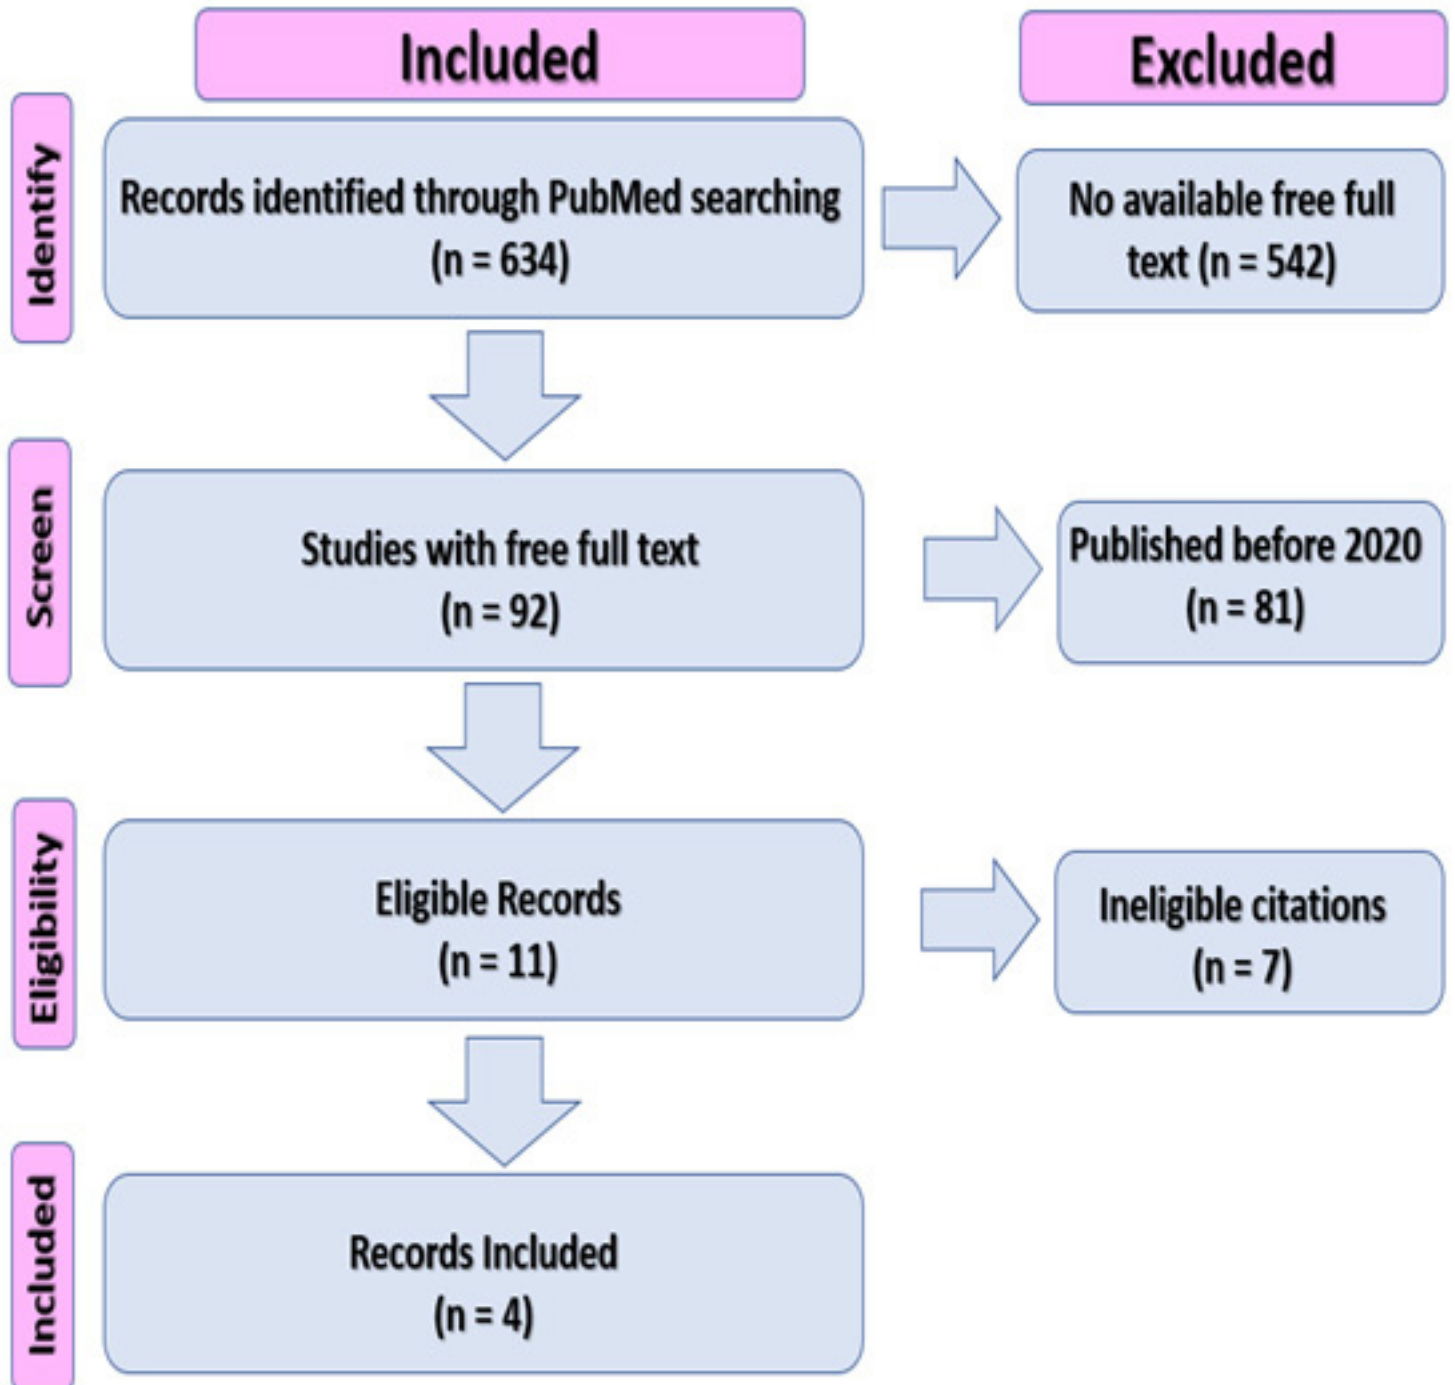 Included
Excluded
Identify
Records identified through PubMed searching
(n = 634)
No available free full
text (n = 542)
Screen
Studies with free full text
(n = 92)
Published before 2020
(n = 81)
Eligibility
Eligible Records
(n = 11)
Ineligible citations
(n = 7)
Included
Records Included
(n = 4)